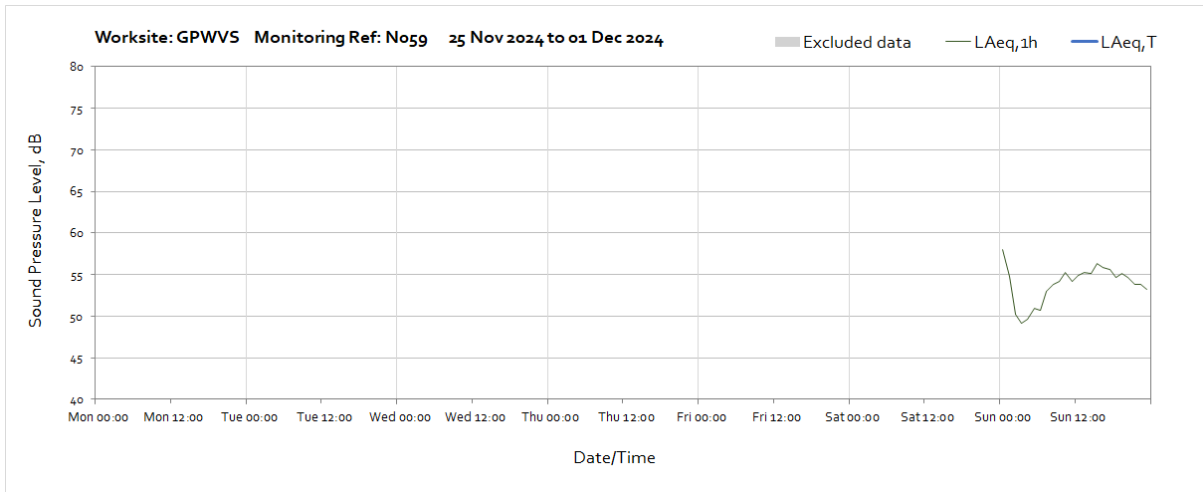 Worksite: GPWVS Monitoring Ref: N059 25 Nov 2024 to 01 Dec 2024
Excluded data LAeq,1h LAeq,T
80
75
70
65
60
55
50
45
40
Sound Pressure Level, dB
Mon 00:00 Mon 12:00 Tue 00:00 Tue 12:00 Wed 00:00 Wed 12:00 Thu 00:00 Thu 12:00 Fri 00:00 Fri 12:00 Sat 00:00 Sat 12:00 Sun 00:00 Sun 12:00
Date/Time